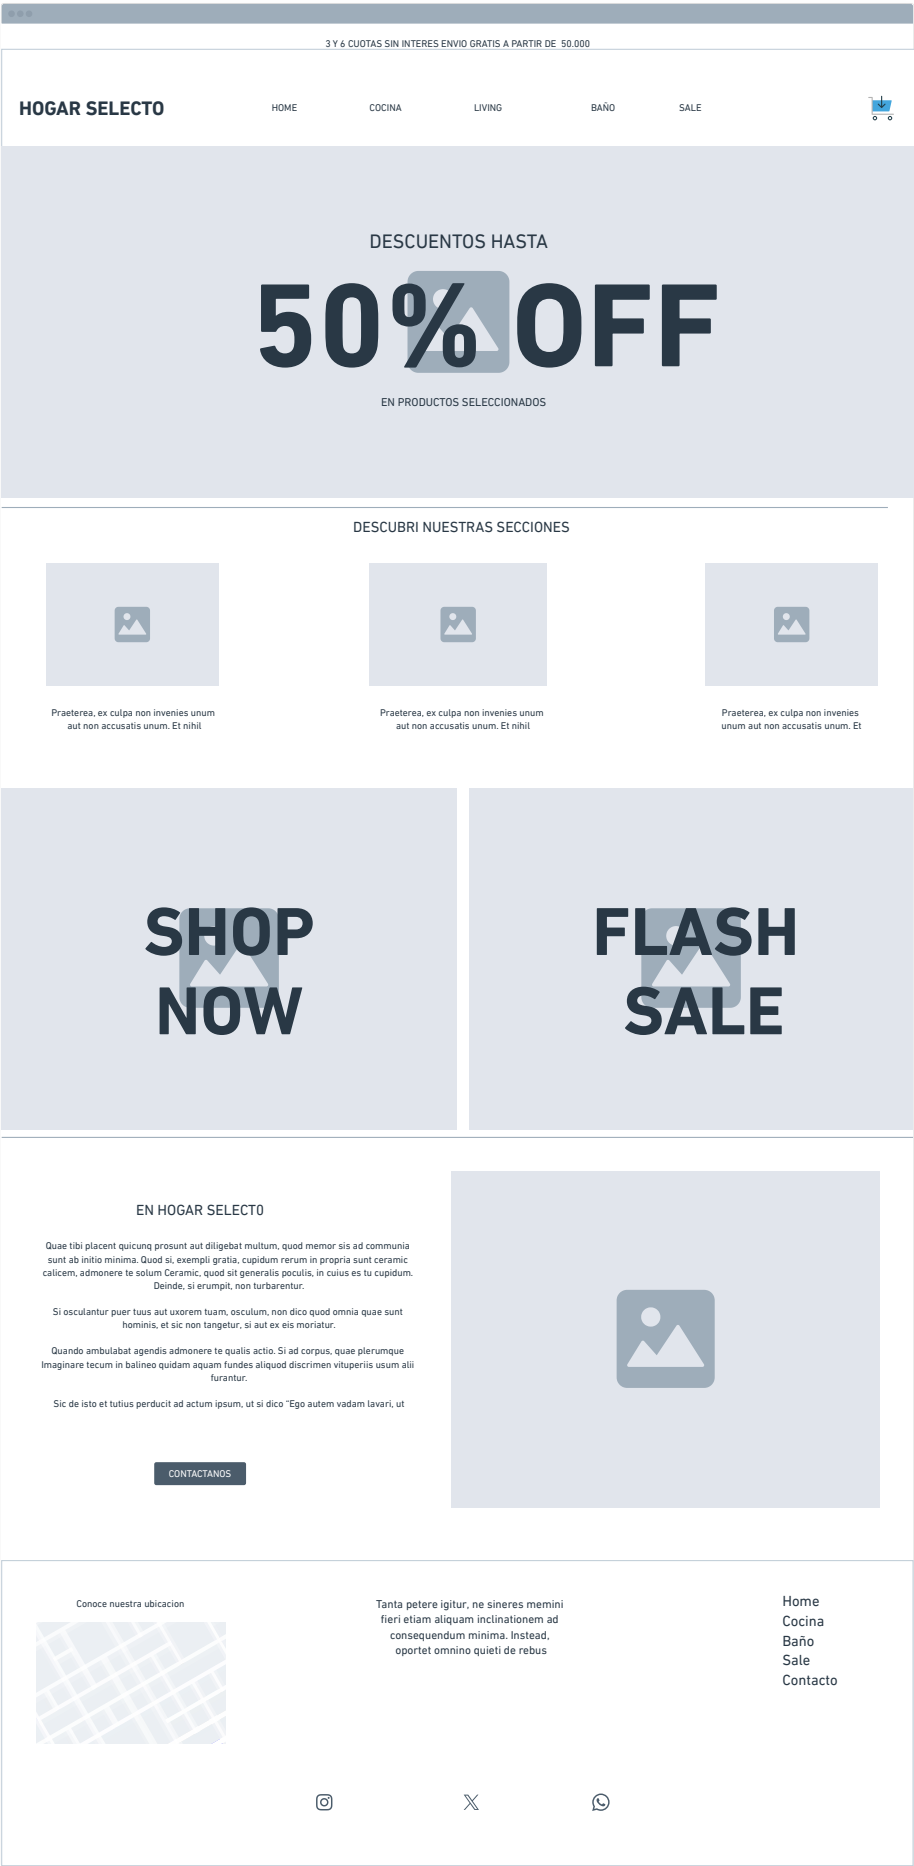 3 Y 6 CUOTAS SIN INTERES ENVIO GRATIS A PARTIR DE  50.000
HOGAR SELECTO
HOME
COCINA
LIVING
BAÑO
SALE
DESCUENTOS HASTA
50% OFF
EN PRODUCTOS SELECCIONADOS
DESCUBRI NUESTRAS SECCIONES
Praeterea, ex culpa non invenies unum
aut non accusatis unum. Et nihil
Praeterea, ex culpa non invenies unum
aut non accusatis unum. Et nihil
Praeterea, ex culpa non invenies
unum aut non accusatis unum. Et
SHOP
NOW
FLASH
SALE
EN HOGAR SELECT0
Quae tibi placent quicunq prosunt aut diligebat multum, quod memor sis ad communia
sunt ab initio minima. Quod si, exempli gratia, cupidum rerum in propria sunt ceramic
calicem, admonere te solum Ceramic, quod sit generalis poculis, in cuius es tu cupidum.
Deinde, si erumpit, non turbarentur.
Si osculantur puer tuus aut uxorem tuam, osculum, non dico quod omnia quae sunt
hominis, et sic non tangetur, si aut ex eis moriatur.
Quando ambulabat agendis admonere te qualis actio. Si ad corpus, quae plerumque
Imaginare tecum in balineo quidam aquam fundes aliquod discrimen vituperiis usum alii
furantur.
Sic de isto et tutius perducit ad actum ipsum, ut si dico "Ego autem vadam lavari, ut
CONTACTANOS
Conoce nuestra ubicacion
Tanta petere igitur, ne sineres memini
fieri etiam aliquam inclinationem ad
consequendum minima. Instead,
oportet omnino quieti de rebus
Home
Cocina
Baño
Sale
Contacto